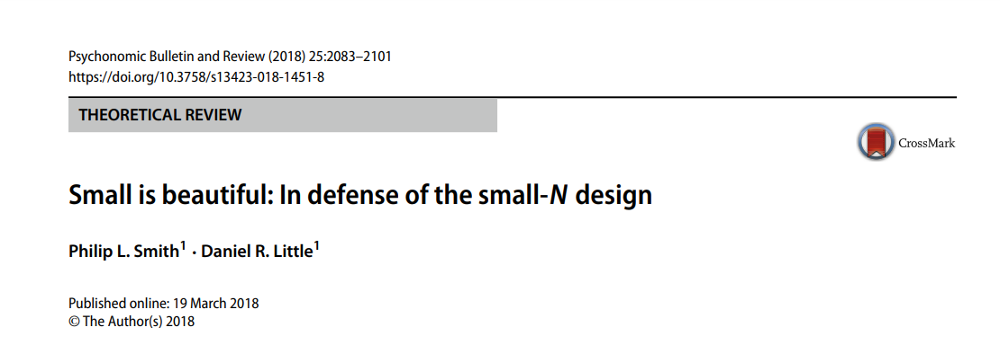 Psychonomic Bulletin and Review (2018) 25:2083–2101
https://doi.org/10.3758/s13423-018-1451-8
THEORETICAL REVIEW
CrossMark
Small is beautiful: In defense of the small-N design
Philip L. Smith1 · Daniel R. Little1
Published online: 19 March 2018
© The Author(s) 2018